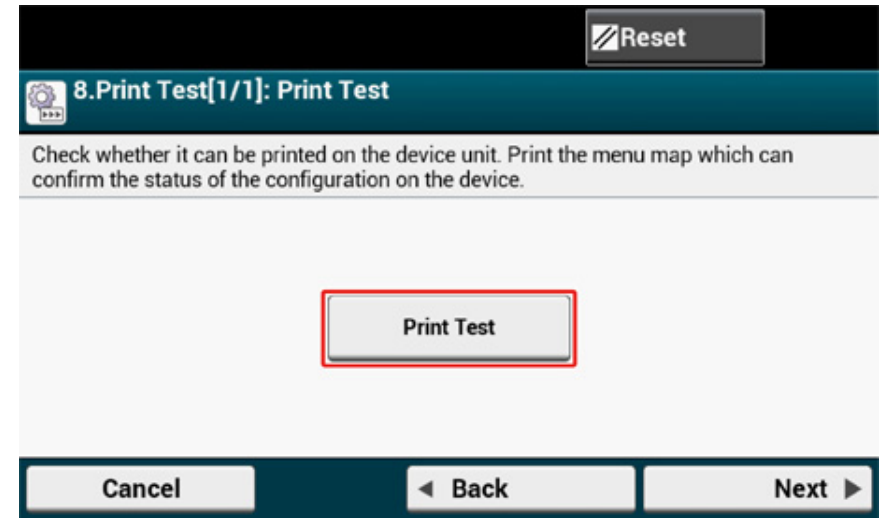 Reset
8.Print Test[1/1]: Print Test
Check whether it can be printed on the device unit. Print the menu map which can
confirm the status of the configuration on the device.
Print Test
Cancel
Back
Next